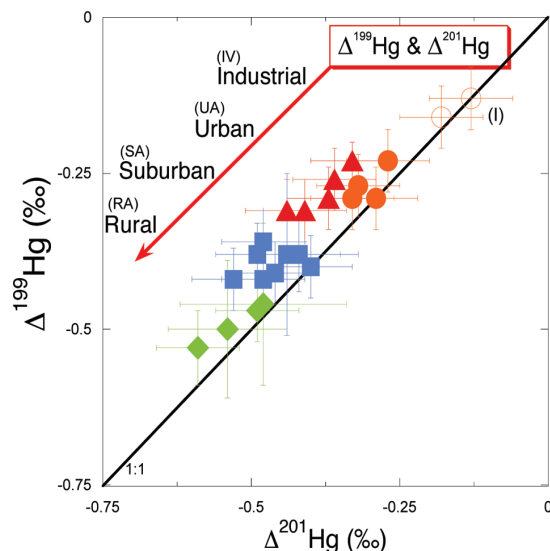 0
Δ¹⁹⁹Hg & Δ²⁰¹Hg
(IV)
Industrial
(I)
(UA)
Urban
(SA)
Suburban
-0.25
(RA)
Rural
Δ ¹⁹⁹Hg (‰)
-0.5
1:1
-0.75
-0.75 -0.5 -0.25 0
Δ²⁰¹Hg (‰)